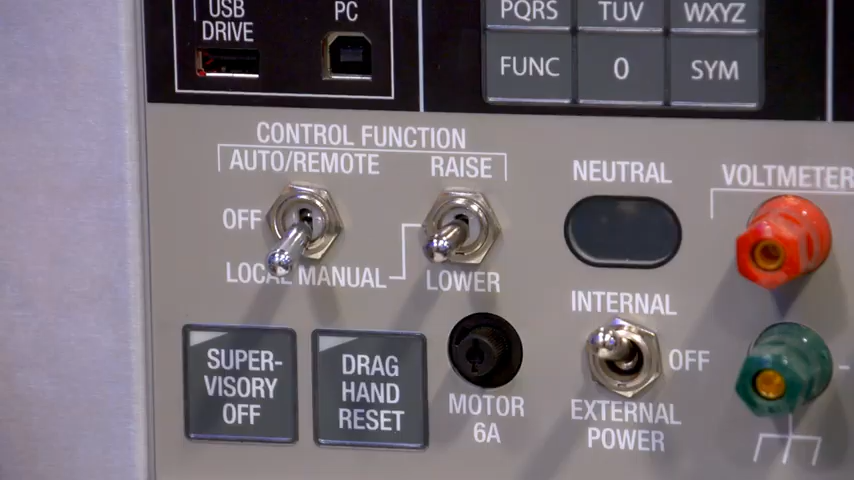 USB
DRIVE
PC
PQRS
TUV
WXYZ
FUNC
0
SYM
CONTROL FUNCTION
AUTO/REMOTE
RAISE
NEUTRAL
VOLTMETER
OFF
LOCAL MANUAL
LOWER
INTERNAL
OFF
SUPER-
VISORY
OFF
DRAG
HAND
RESET
MOTOR
6A
EXTERNAL
POWER